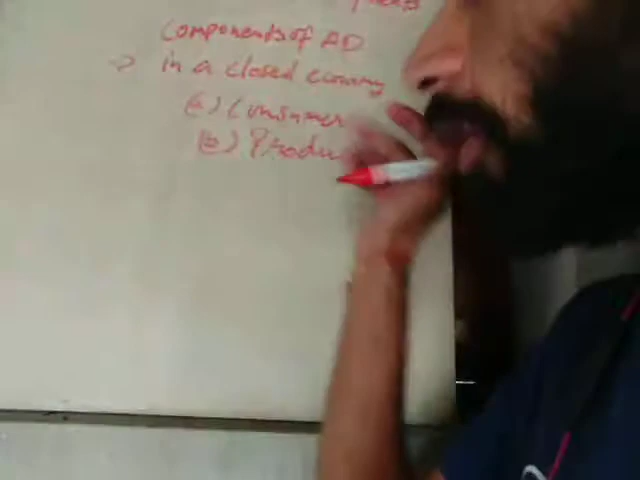 Components of AD
→ in a closed economy
(a) Consumer
(b) Produ